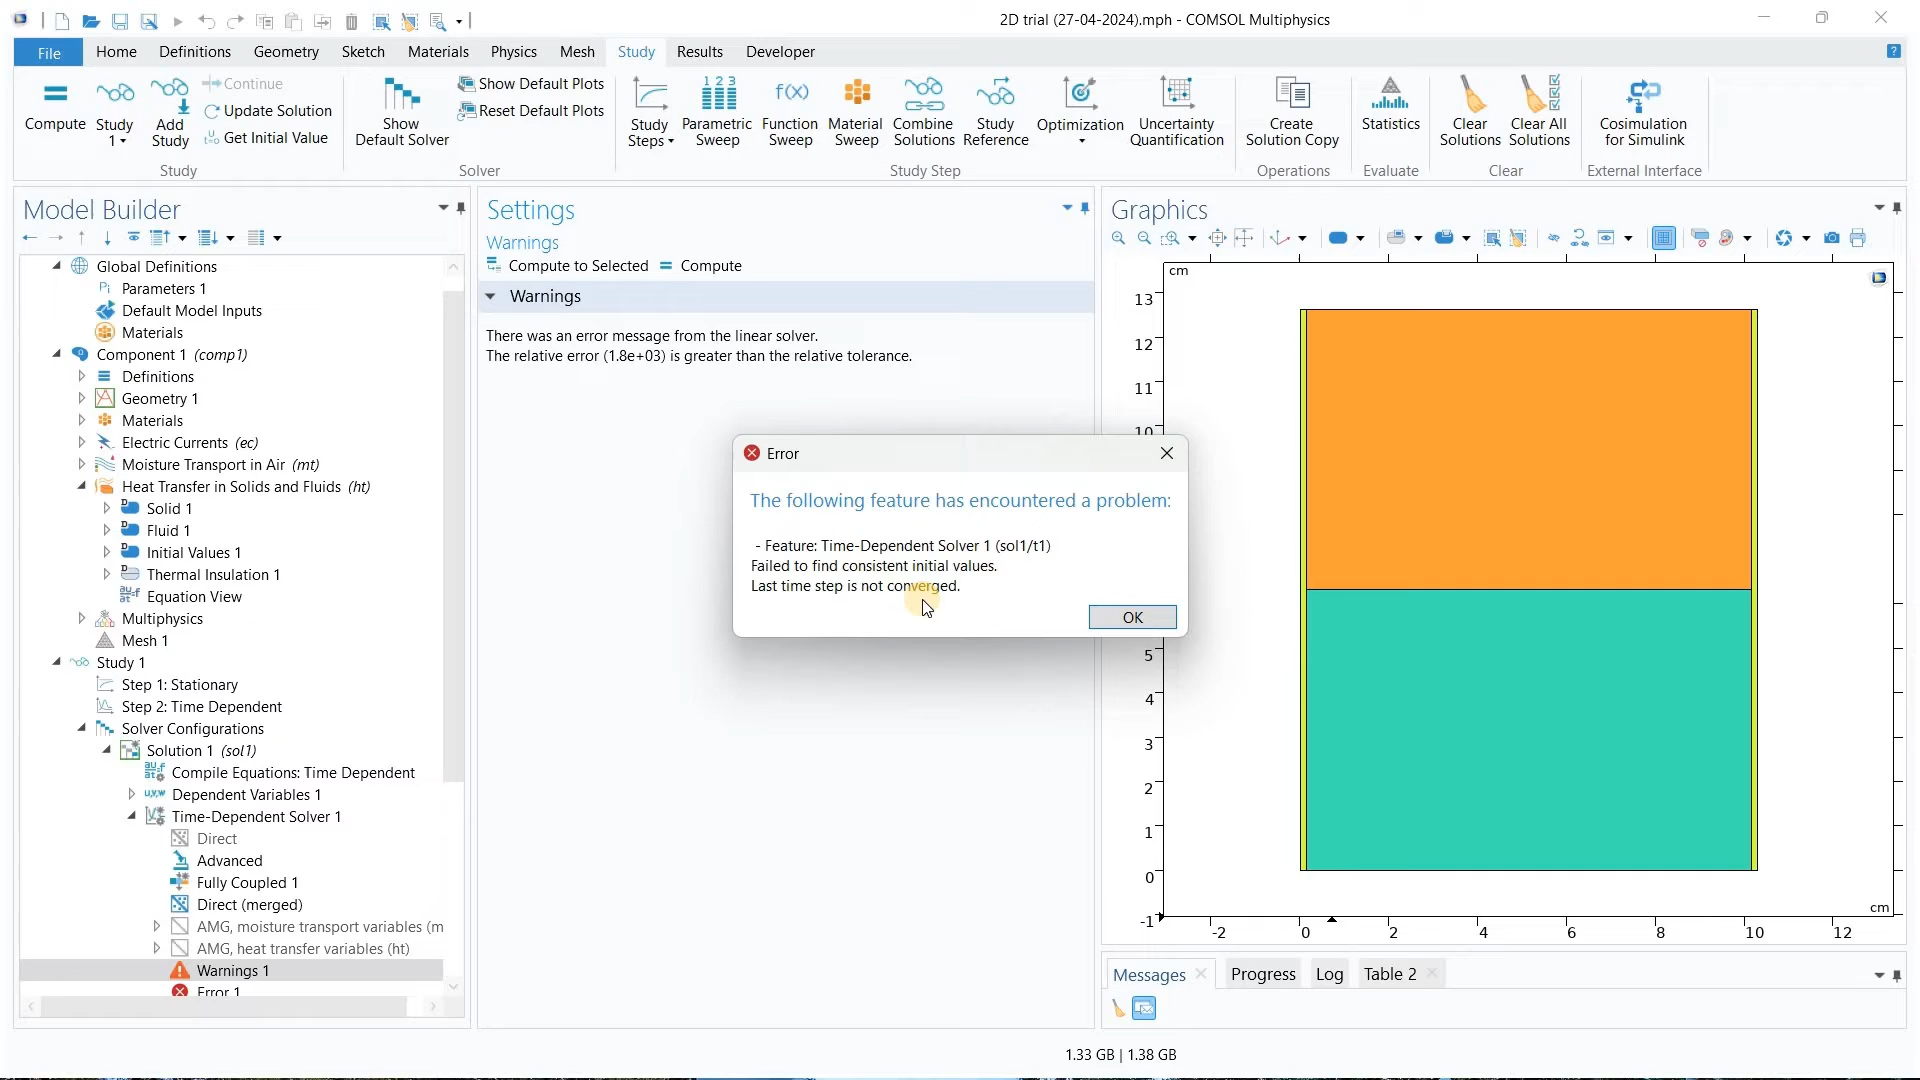 2D trial (27-04-2024).mph - COMSOL Multiphysics
File Home Definitions Geometry Sketch Materials Physics Mesh Study Results Developer ?
Compute
Study
1
Add
Study
Continue
Update Solution
Get Initial Value
Study
Show
Default Solver
Show Default Plots
Reset Default Plots
Solver
Study
Steps
1 2 3
Parametric
Sweep
f(x)
Function
Sweep
Material
Sweep
Combine
Solutions
Study
Reference
Optimization
Uncertainty
Quantification
Study Step
Create
Solution Copy
Operations
Statistics
Evaluate
Clear
Solutions
Clear All
Solutions
Clear
Cosimulation
for Simulink
External Interface
Model Builder
Global Definitions
Pi Parameters 1
Default Model Inputs
Materials
Component 1 (comp1)
Definitions
Geometry 1
Materials
Electric Currents (ec)
Moisture Transport in Air (mt)
Heat Transfer in Solids and Fluids (ht)
D Solid 1
D Fluid 1
D Initial Values 1
D Thermal Insulation 1
Equation View
Multiphysics
Mesh 1
Study 1
Step 1: Stationary
Step 2: Time Dependent
Solver Configurations
Solution 1 (sol1)
Compile Equations: Time Dependent
u,v,w Dependent Variables 1
Time-Dependent Solver 1
Direct
Advanced
Fully Coupled 1
Direct (merged)
AMG, moisture transport variables (m
AMG, heat transfer variables (ht)
Warnings 1
Error 1
Settings
Warnings
Compute to Selected = Compute
Warnings
There was an error message from the linear solver.
The relative error (1.8e+03) is greater than the relative tolerance.
Error
The following feature has encountered a problem:
- Feature: Time-Dependent Solver 1 (sol1/t1)
Failed to find consistent initial values.
Last time step is not converged.
OK
Graphics
cm
13
12
11
10
5
4
3
2
1
0
-1
cm
-2 0 2 4 6 8 10 12
Messages Progress Log Table 2
1.33 GB | 1.38 GB